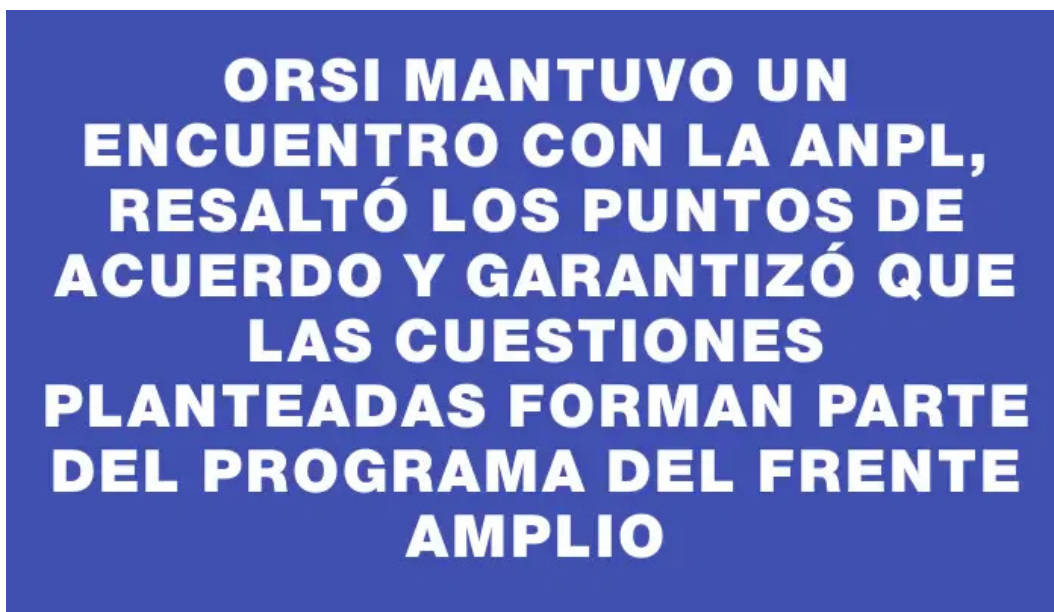 ORSI MANTUVO UN
ENCUENTRO CON LA ANPL,
RESALTÓ LOS PUNTOS DE
ACUERDO Y GARANTIZÓ QUE
LAS CUESTIONES
PLANTEADAS FORMAN PARTE
DEL PROGRAMA DEL FRENTE
AMPLIO